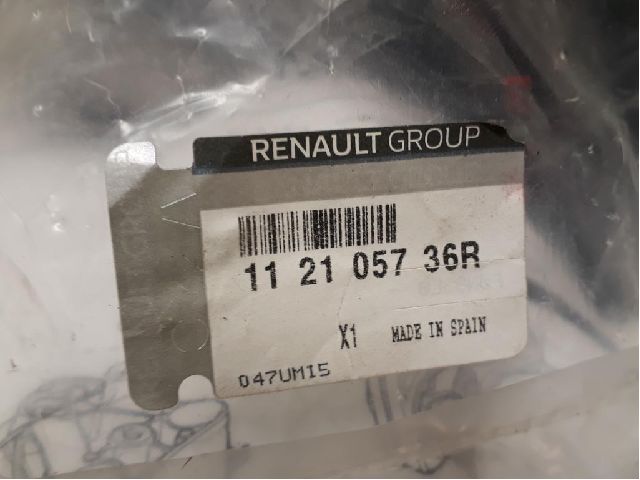 RENAULT GROUP
11 21 057 36R
X1 MADE IN SPAIN
047UMI5